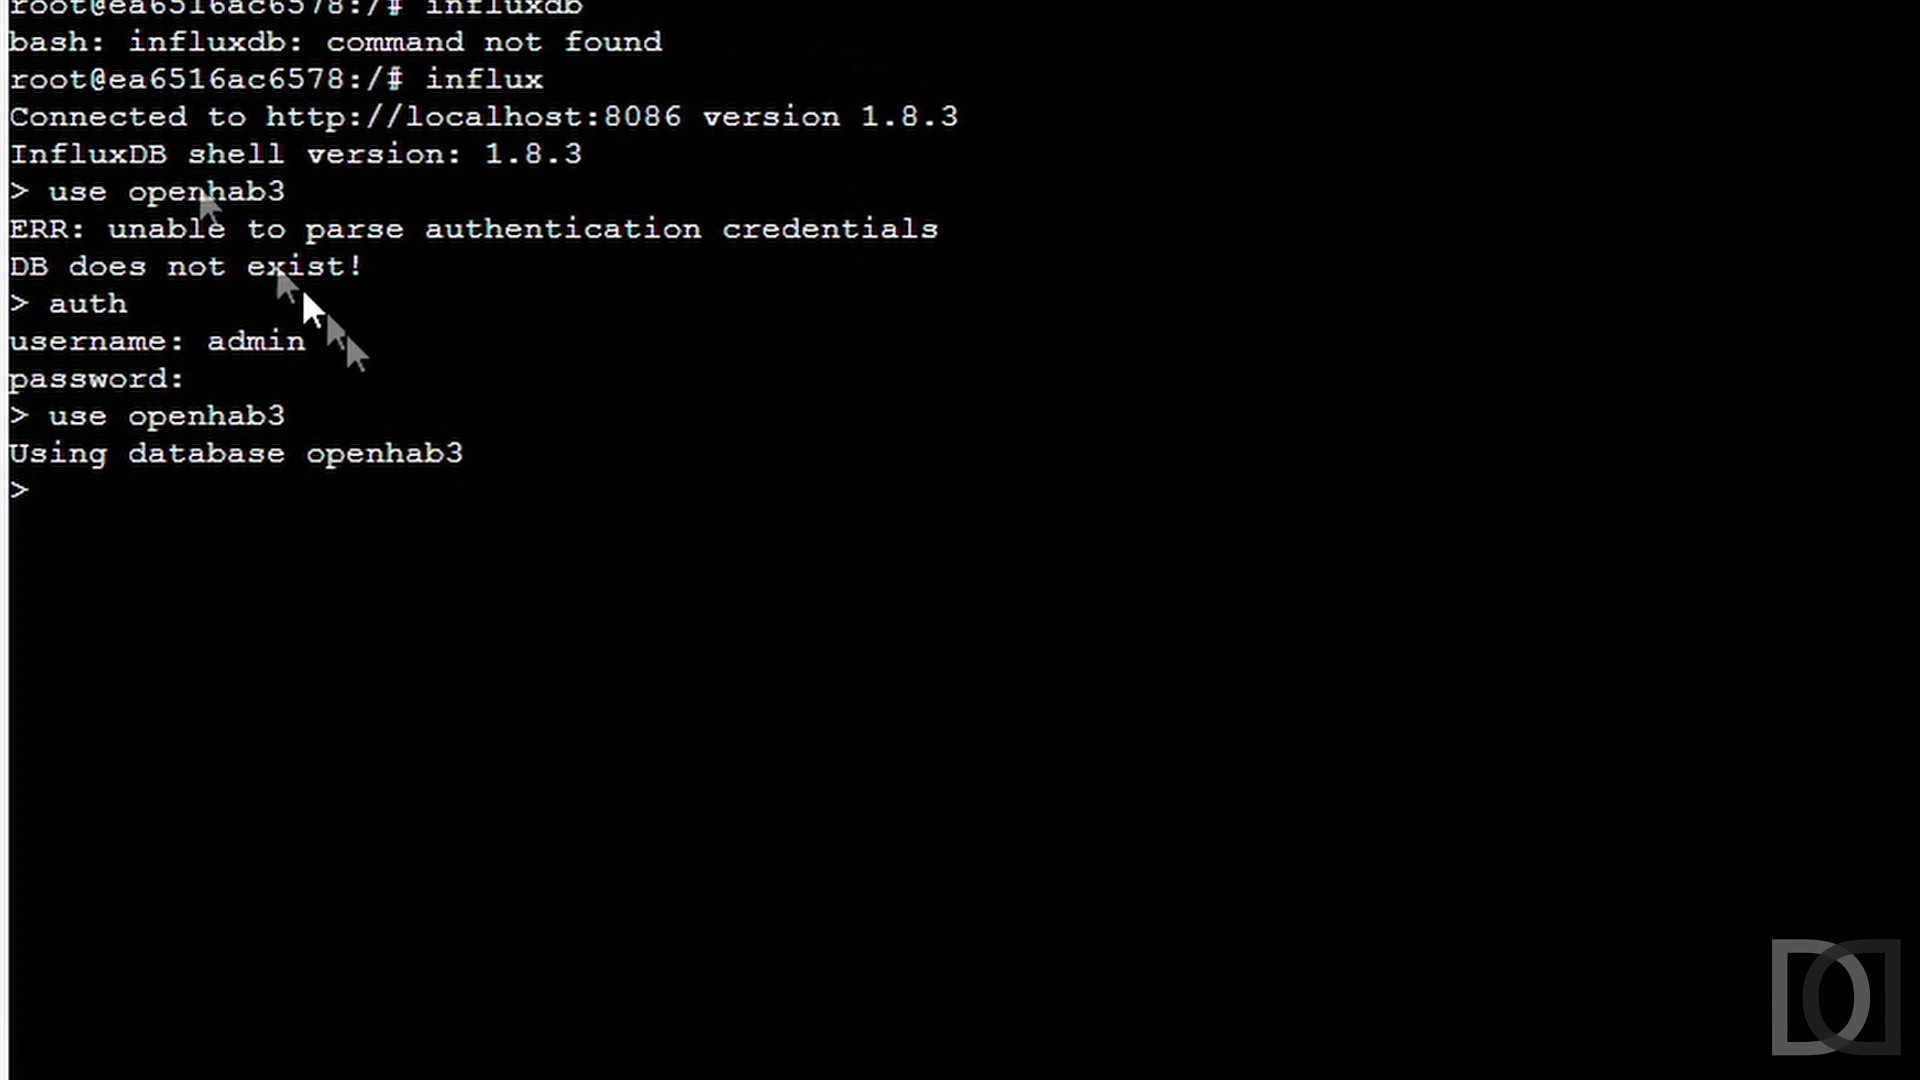 root@ea6516ac6578:/# influxdb
bash: influxdb: command not found
root@ea6516ac6578:/# influx
Connected to http://localhost:8086 version 1.8.3
InfluxDB shell version: 1.8.3
> use openhab3
ERR: unable to parse authentication credentials
DB does not exist!
> auth
username: admin
password:
> use openhab3
Using database openhab3
>